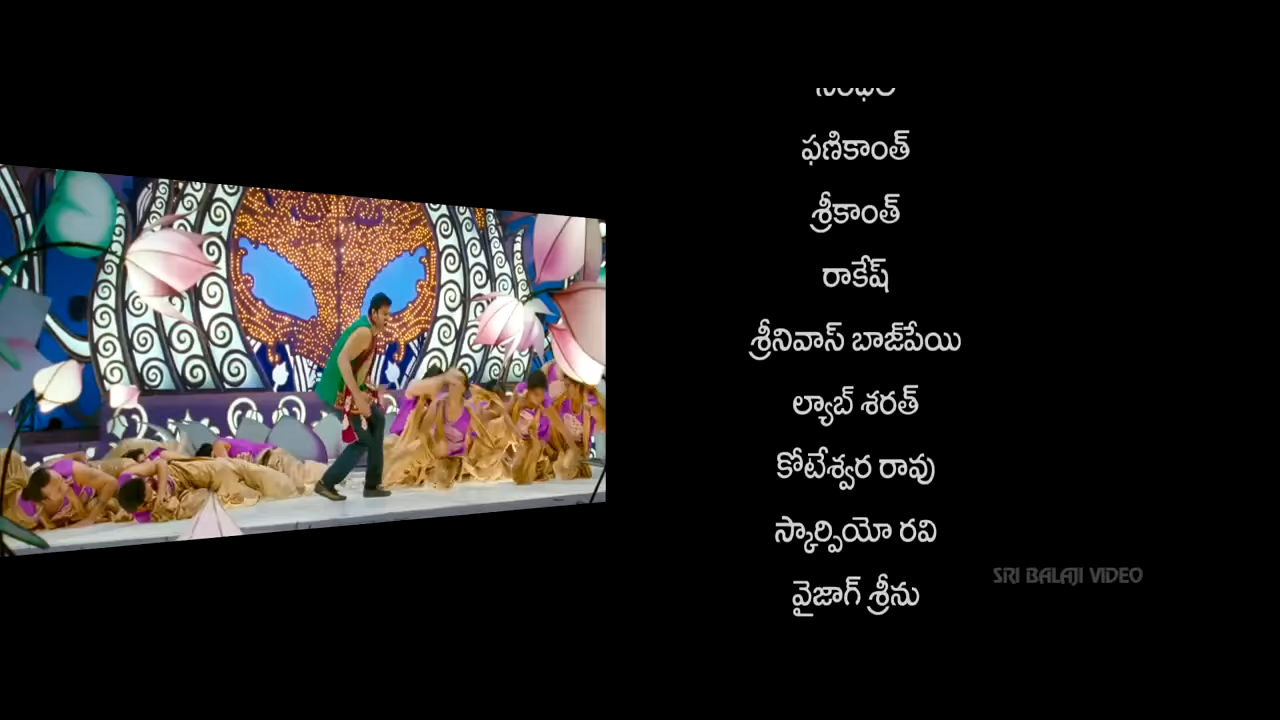 ఫణికాంత్
శ్రీకాంత్
రాకేష్
శ్రీనివాస్ బాజ్‌పేయి
ల్యాబ్ శరత్
కోటేశ్వర రావు
స్కార్పియో రవి
వైజాగ్ శ్రీను
SRI BALAJI VIDEO